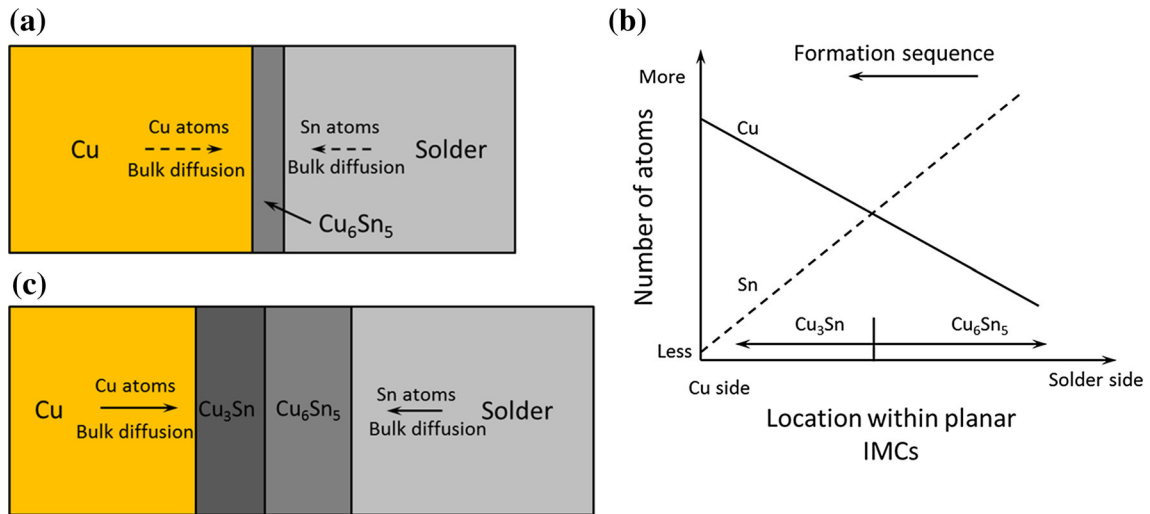 (a)
Cu
Cu atoms
Bulk diffusion
Sn atoms
Bulk diffusion
Solder
Cu₆Sn₅
(b)
Formation sequence
More
Number of atoms
Cu
Sn
Cu₃Sn
Cu₆Sn₅
Less
Cu side
Solder side
Location within planar
IMCs
(c)
Cu
Cu atoms
Bulk diffusion
Cu₃Sn
Cu₆Sn₅
Sn atoms
Bulk diffusion
Solder